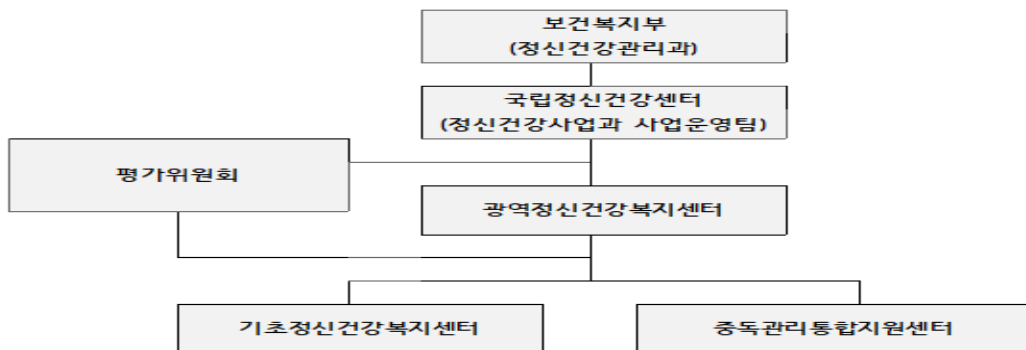 보건복지부
(정신건강관리과)
국립정신건강센터
(정신건강사업과 사업운영팀)
평가위원회
광역정신건강복지센터
기초정신건강복지센터
중독관리통합지원센터